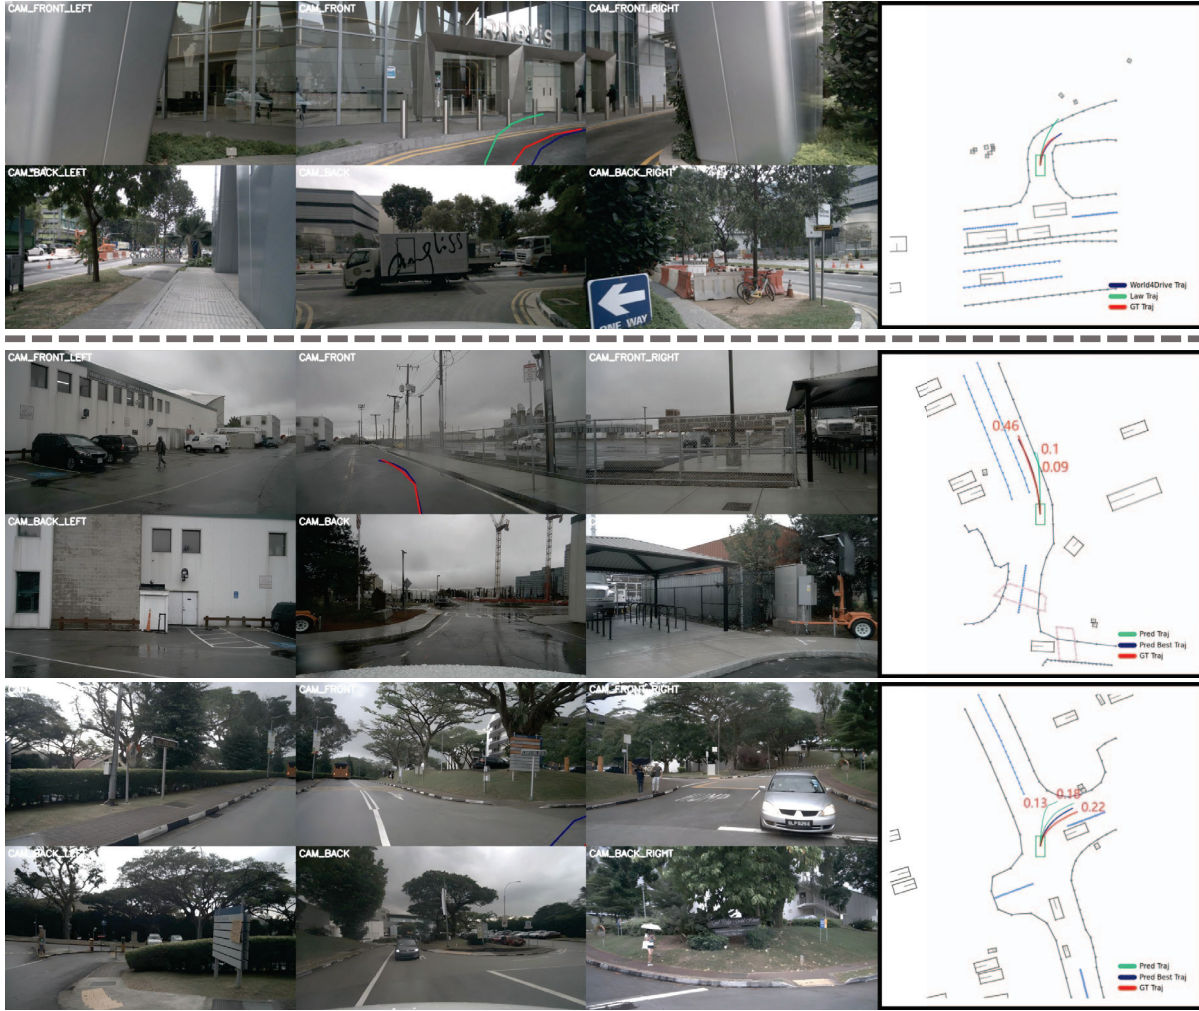 CAM_FRONT_LEFT
CAM_FRONT
CAM_FRONT_RIGHT
CAM_BACK_LEFT
CAM_BACK
CAM_BACK_RIGHT
ONE WAY
World4Drive Traj
Law Traj
GT Traj
CAM_FRONT_LEFT
CAM_FRONT
CAM_FRONT_RIGHT
CAM_BACK_LEFT
CAM_BACK
0.46
0.1
0.09
Pred Traj
Pred Best Traj
GT Traj
CAM_FRONT
CAM_FRONT_RIGHT
HUMP
CAM_BACK_LEFT
CAM_BACK
CAM_BACK_RIGHT
0.13
0.18
0.22
Pred Traj
Pred Best Traj
GT Traj